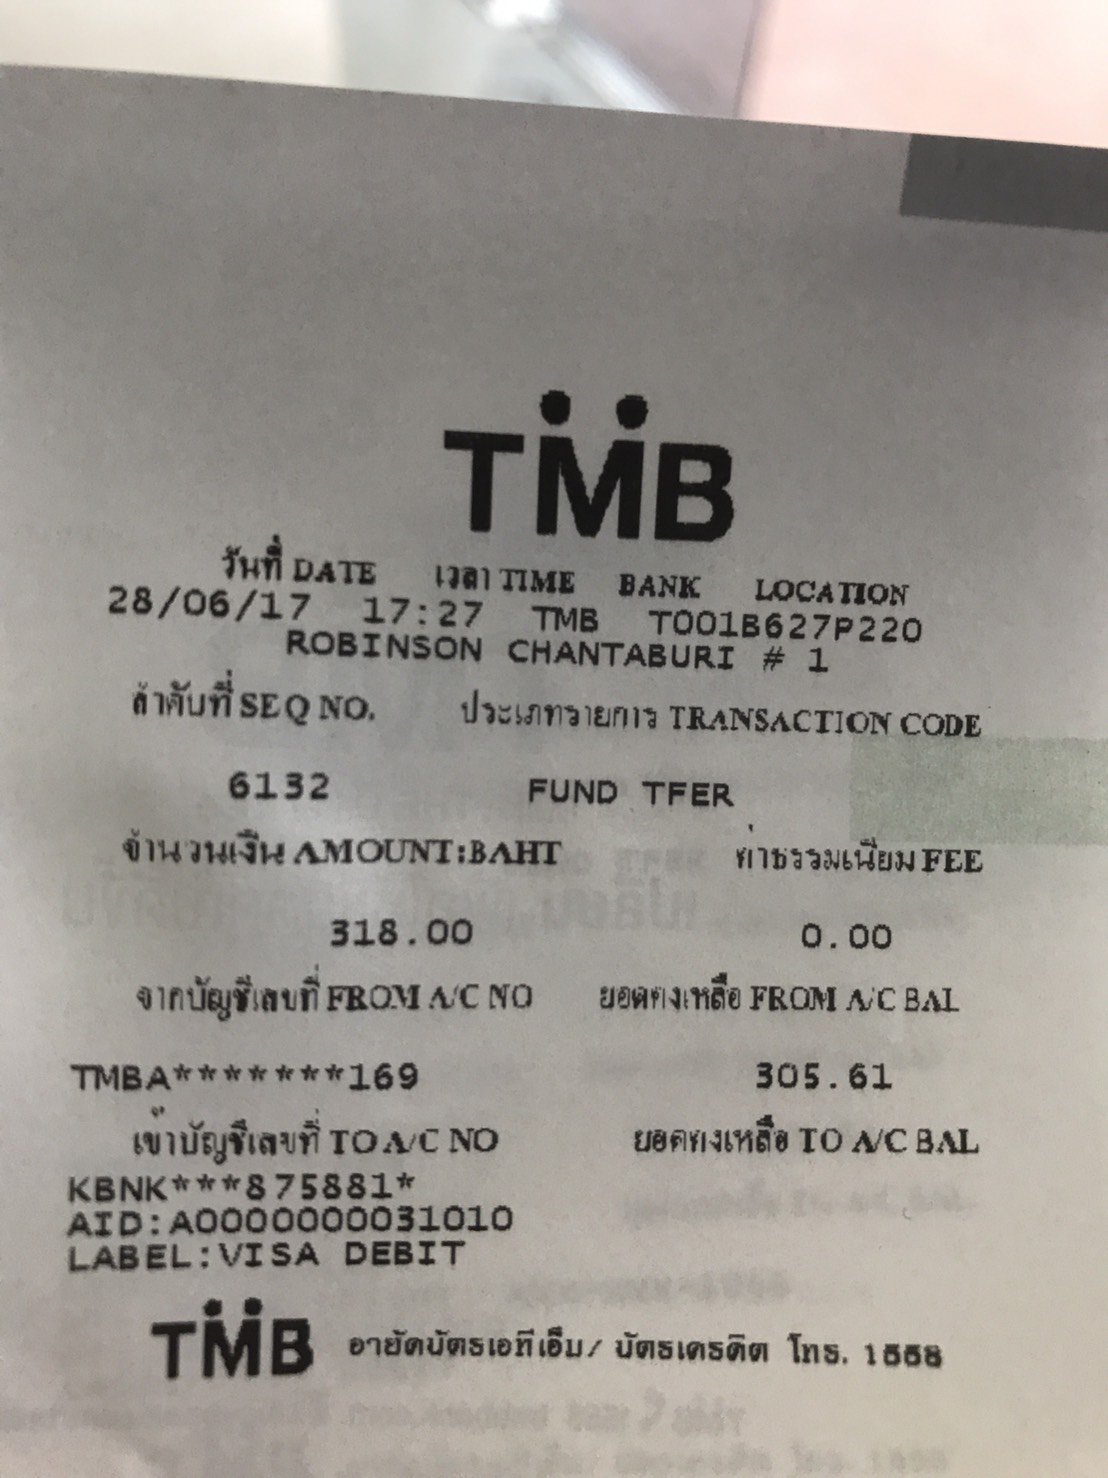 TMB
วันที่ DATE เวลา TIME BANK LOCATION
28/06/17 17:27 TMB T001B627P220
ROBINSON CHANTABURI # 1
ลำดับที่ SEQ NO. ประเภทรายการ TRANSACTION CODE
6132 FUND TFER
จำนวนเงิน AMOUNT:BAHT ค่าธรรมเนียม FEE
318.00 0.00
จากบัญชีเลขที่ FROM A/C NO ยอดคงเหลือ FROM A/C BAL
TMBA*******169 305.61
เข้าบัญชีเลขที่ TO A/C NO ยอดคงเหลือ TO A/C BAL
KBNK***875881*
AID:A0000000031010
LABEL:VISA DEBIT
TMB อายัดบัตรเอทีเอ็ม/ บัตรเครดิต โทร. 1558